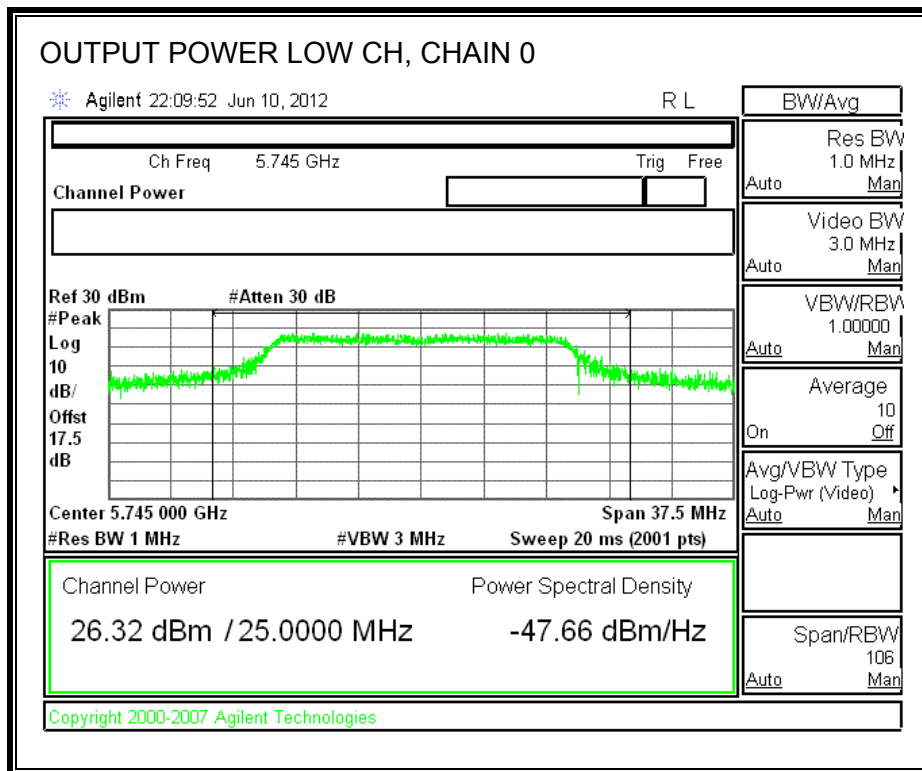 OUTPUT POWER LOW CH, CHAIN 0
Agilent 22:09:52 Jun 10, 2012 R L
BW/Avg
Ch Freq 5.745 GHz Trig Free
Channel Power
Res BW
1.0 MHz
Auto Man
Video BW
3.0 MHz
Auto Man
VBW/RBW
1.00000
Auto Man
Average
10
On Off
Avg/VBW Type
Log-Pwr (Video)
Auto Man
Span/RBW
106
Auto Man
Ref 30 dBm #Atten 30 dB
#Peak
Log
10
dB/
Offst
17.5
dB
Center 5.745 000 GHz Span 37.5 MHz
#Res BW 1 MHz #VBW 3 MHz Sweep 20 ms (2001 pts)
Channel Power Power Spectral Density
26.32 dBm / 25.0000 MHz -47.66 dBm/Hz
Copyright 2000-2007 Agilent Technologies